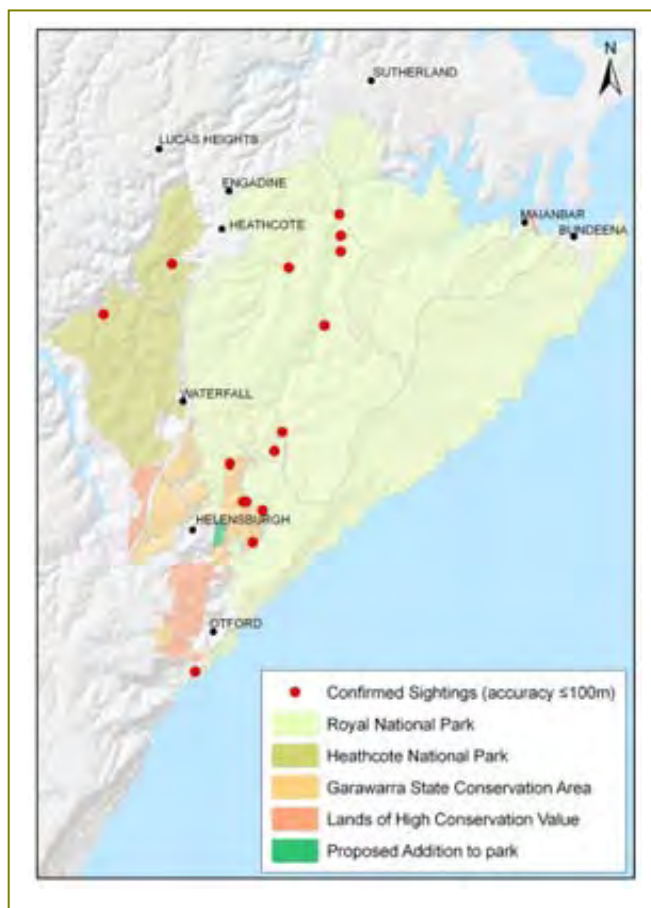 N
SUTHERLAND
LUCAS HEIGHTS
ENGADINE
HEATHCOTE
MAIANBAR
BUNDEENA
WATERFALL
HELENSBURGH
OTFORD
Confirmed Sightings (accuracy ≤100m)
Royal National Park
Heathcote National Park
Garawarra State Conservation Area
Lands of High Conservation Value
Proposed Addition to park